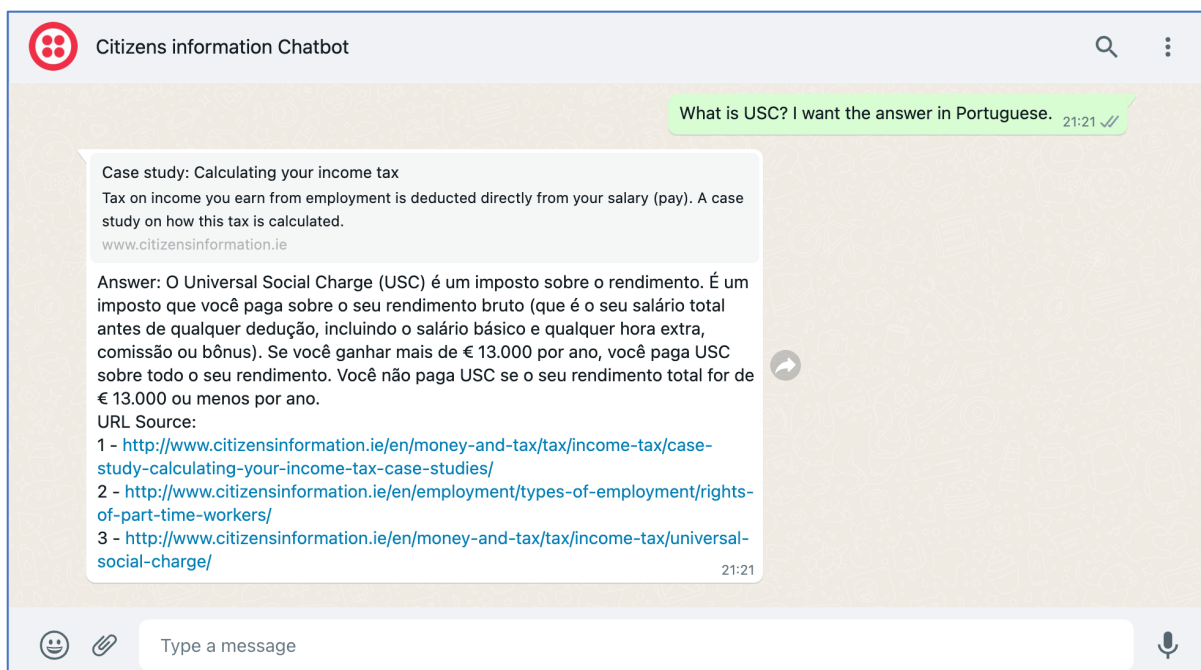 Citizens information Chatbot
What is USC? I want the answer in Portuguese. 21:21
Case study: Calculating your income tax
Tax on income you earn from employment is deducted directly from your salary (pay). A case
study on how this tax is calculated.
www.citizensinformation.ie
Answer: O Universal Social Charge (USC) é um imposto sobre o rendimento. É um
imposto que você paga sobre o seu rendimento bruto (que é o seu salário total
antes de qualquer dedução, incluindo o salário básico e qualquer hora extra,
comissão ou bônus). Se você ganhar mais de € 13.000 por ano, você paga USC
sobre todo o seu rendimento. Você não paga USC se o seu rendimento total for de
€ 13.000 ou menos por ano.
URL Source:
1 - http://www.citizensinformation.ie/en/money-and-tax/tax/income-tax/case-
study-calculating-your-income-tax-case-studies/
2 - http://www.citizensinformation.ie/en/employment/types-of-employment/rights-
of-part-time-workers/
3 - http://www.citizensinformation.ie/en/money-and-tax/tax/income-tax/universal-
social-charge/
21:21
Type a message